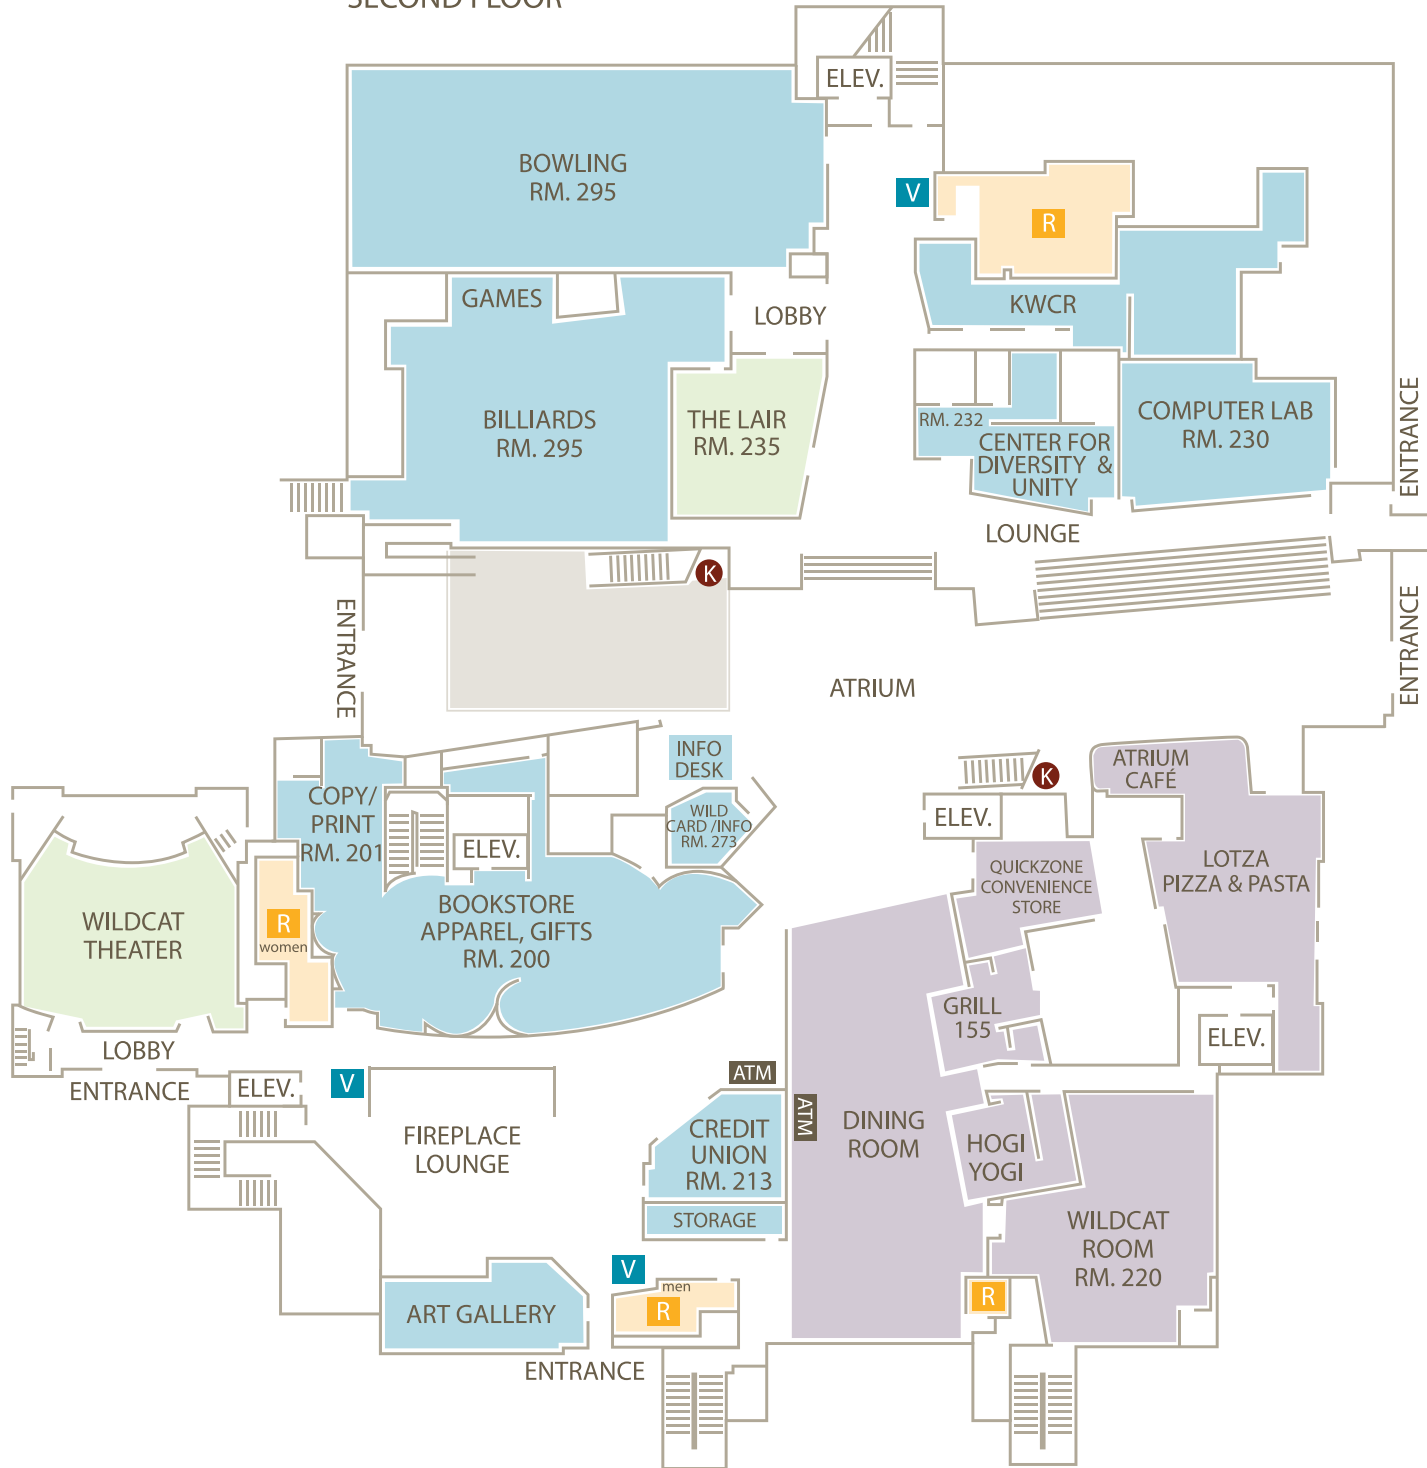 SECOND FLOOR
ELEV.
BOWLING
RM. 295
V
R
GAMES
LOBBY
KWCR
BILLIARDS
RM. 295
THE LAIR
RM. 235
RM. 232
CENTER FOR
DIVERSITY &
UNITY
COMPUTER LAB
RM. 230
ENTRANCE
LOUNGE
K
ENTRANCE
ENTRANCE
ATRIUM
INFO
DESK
ATRIUM
CAFÉ
K
COPY/
PRINT
RM. 201
WILD
CARD /INFO
RM. 273
ELEV.
ELEV.
QUICKZONE
CONVENIENCE
STORE
LOTZA
PIZZA & PASTA
WILDCAT
THEATER
R
women
BOOKSTORE
APPAREL, GIFTS
RM. 200
GRILL
155
ELEV.
LOBBY
ENTRANCE
ELEV.
V
ATM
ATM
FIREPLACE
LOUNGE
CREDIT
UNION
RM. 213
DINING
ROOM
HOGI
YOGI
STORAGE
WILDCAT
ROOM
RM. 220
V
men
R
R
ART GALLERY
ENTRANCE